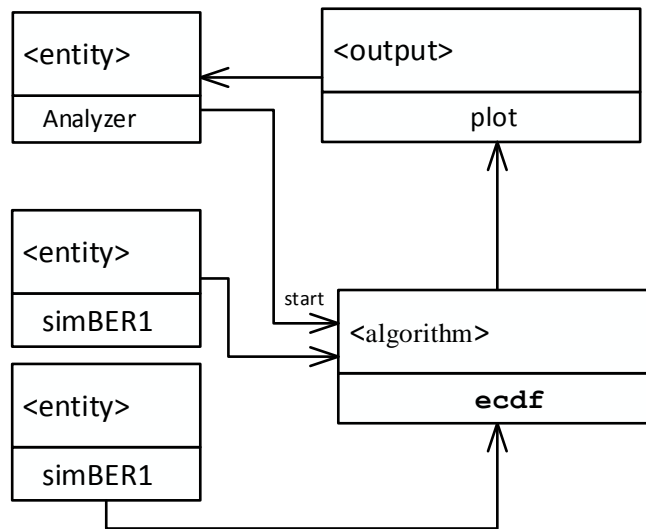 <entity>
Analyzer
<output>
plot
<entity>
simBER1
start
<algorithm>
ecdf
<entity>
simBER1